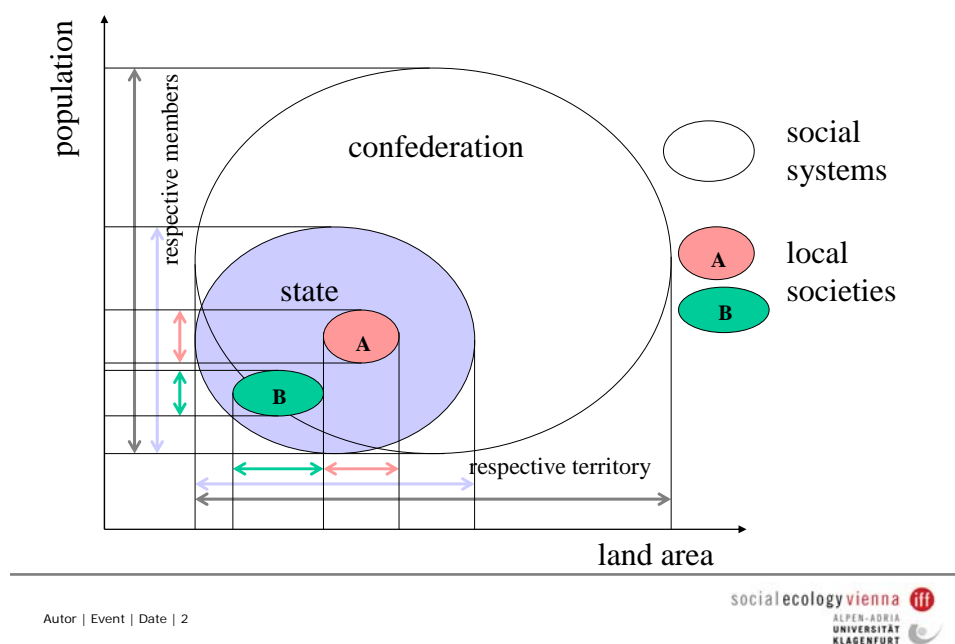 population
respective members
confederation
state
A
B
respective territory
land area
social
systems
A
B
local
societies
Autor | Event | Date | 2
social ecology vienna iff
ALPEN-ADRIA
UNIVERSITÄT
KLAGENFURT